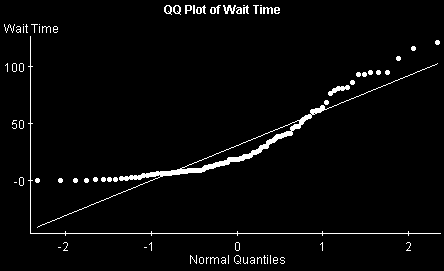 QQ Plot of Wait Time
Wait Time
100
50
-0
-2 -1 0 1 2
Normal Quantiles